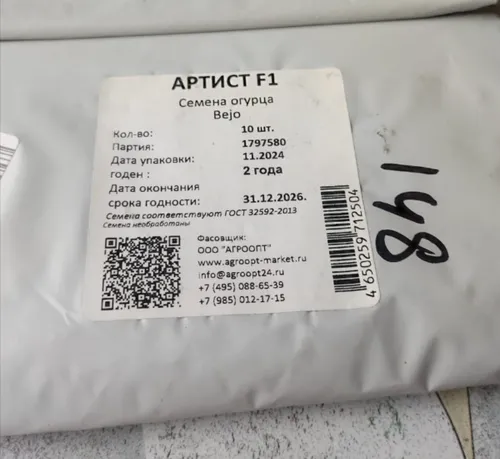 АРТИСТ F1
Семена огурца
Bejo
Кол-во: 10 шт.
Партия: 1797580
Дата упаковки: 11.2024
годен : 2 года
Дата окончания
срока годности: 31.12.2026.
Семена соответствуют ГОСТ 32592-2013
Семена необработаны
Фасовщик:
ООО "АГРООПТ"
www.agroopt-market.ru
info@agroopt24.ru
+7 (495) 088-65-39
+7 (985) 012-17-15
4 650259 712504
148